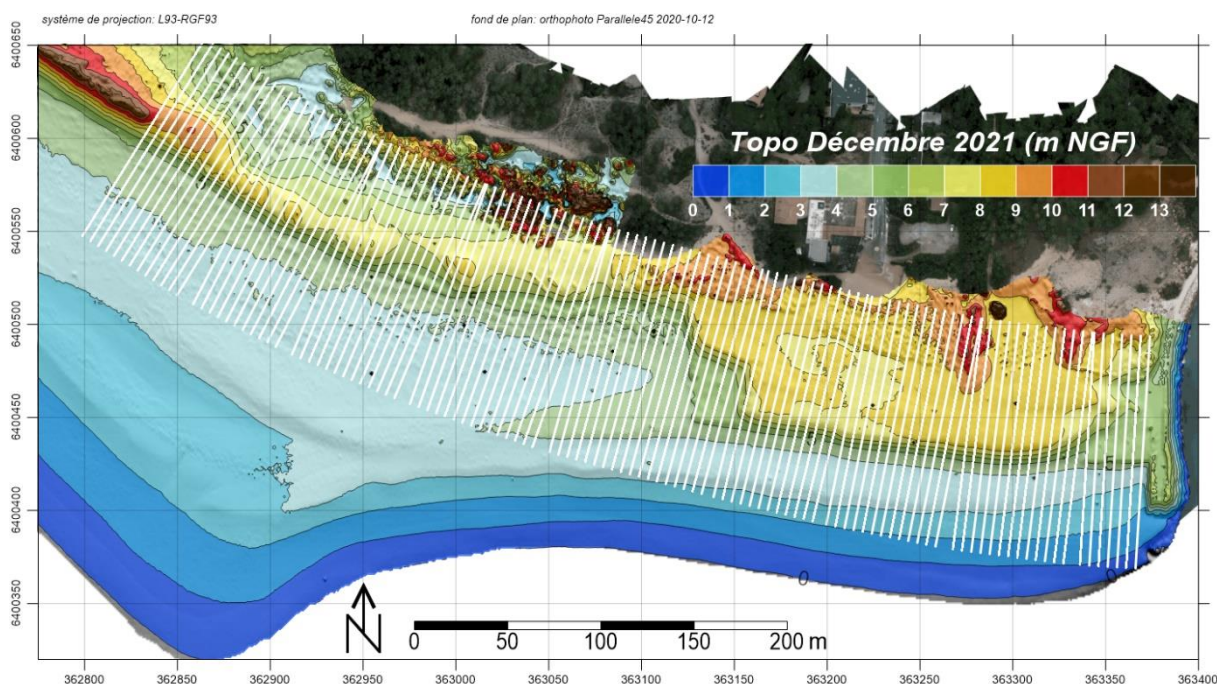 système de projection: L93-RGF93 fond de plan: orthophoto Parallele45 2020-10-12
6400650
6400600
6400550
6400500
6400450
6400400
6400350
Topo Décembre 2021 (m NGF)
0 1 2 3 4 5 6 7 8 9 10 11 12 13
5
5
5
0
0
N
0 50 100 150 200 m
362800 362850 362900 362950 363000 363050 363100 363150 363200 363250 363300 363350 363400